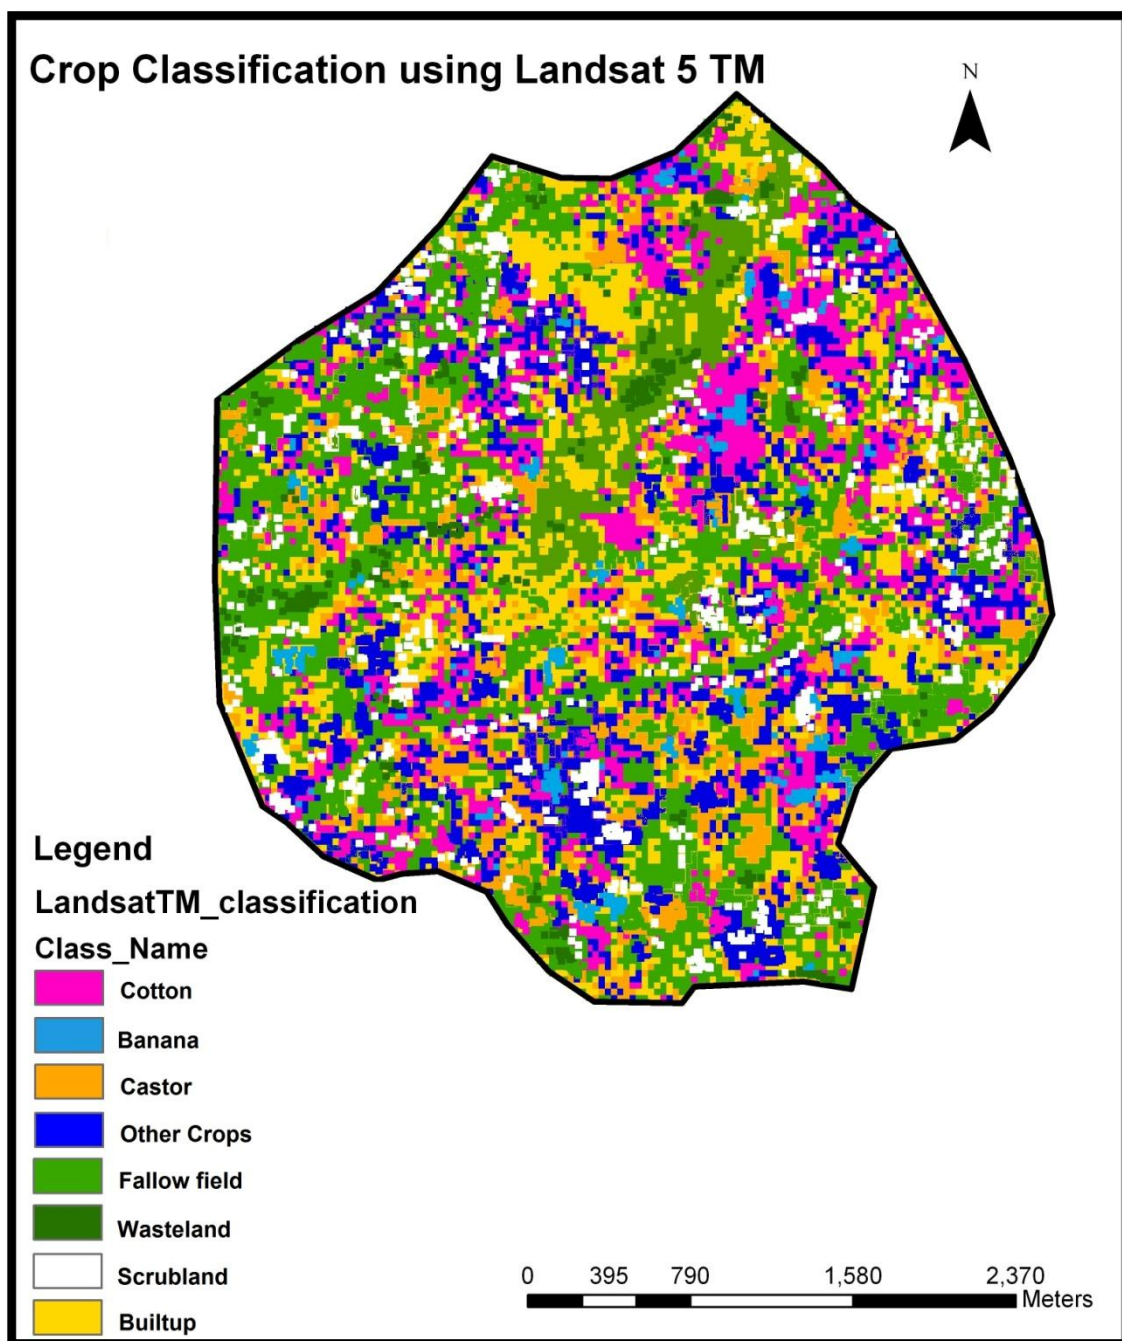 Crop Classification using Landsat 5 TM
N
Legend
LandsatTM_classification
Class_Name
Cotton
Banana
Castor
Other Crops
Fallow field
Wasteland
Scrubland
Builtup
0 395 790 1,580 2,370
Meters